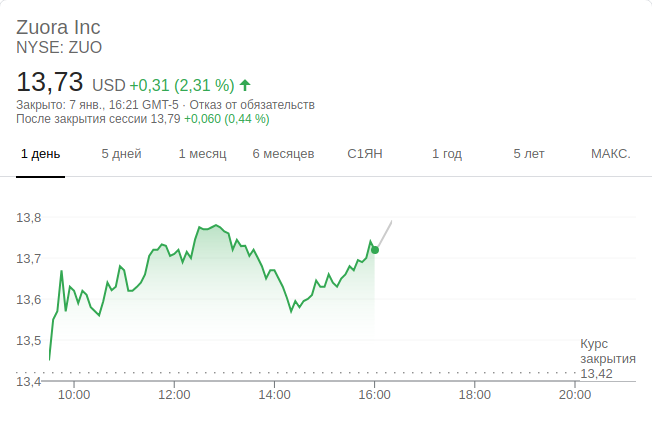 Zuora Inc
NYSE: ZUO
13,73 USD +0,31 (2,31 %)
Закрыто: 7 янв., 16:21 GMT-5 · Отказ от обязательств
После закрытия сессии 13,79 +0,060 (0,44 %)
1 день 5 дней 1 месяц 6 месяцев С1ЯН 1 год 5 лет МАКС.
13,8
13,7
13,6
13,5
Курс
закрытия
13,42
13,4
10:00 12:00 14:00 16:00 18:00 20:00